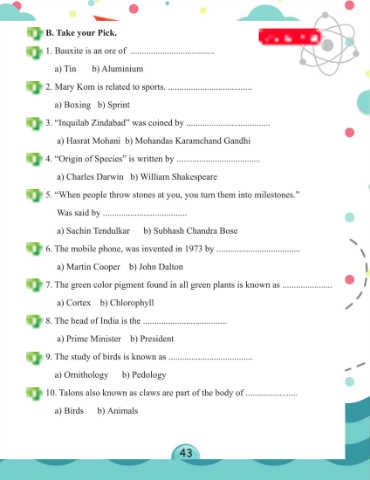 B. Take your Pick.
1. Bauxite is an ore of ....................................
a) Tin b) Aluminium
2. Mary Kom is related to sports. ....................................
a) Boxing b) Sprint
3. “Inquilab Zindabad” was coined by ....................................
a) Hasrat Mohani b) Mohandas Karamchand Gandhi
4. “Origin of Species” is written by ....................................
a) Charles Darwin b) William Shakespeare
5. “When people throw stones at you, you turn them into milestones.”
Was said by ....................................
a) Sachin Tendulkar b) Subhash Chandra Bose
6. The mobile phone, was invented in 1973 by ....................................
a) Martin Cooper b) John Dalton
7. The green color pigment found in all green plants is known as ......................
a) Cortex b) Chlorophyll
8. The head of India is the ....................................
a) Prime Minister b) President
9. The study of birds is known as ....................................
a) Ornithology b) Pedology
10. Talons also known as claws are part of the body of .......................
a) Birds b) Animals
43